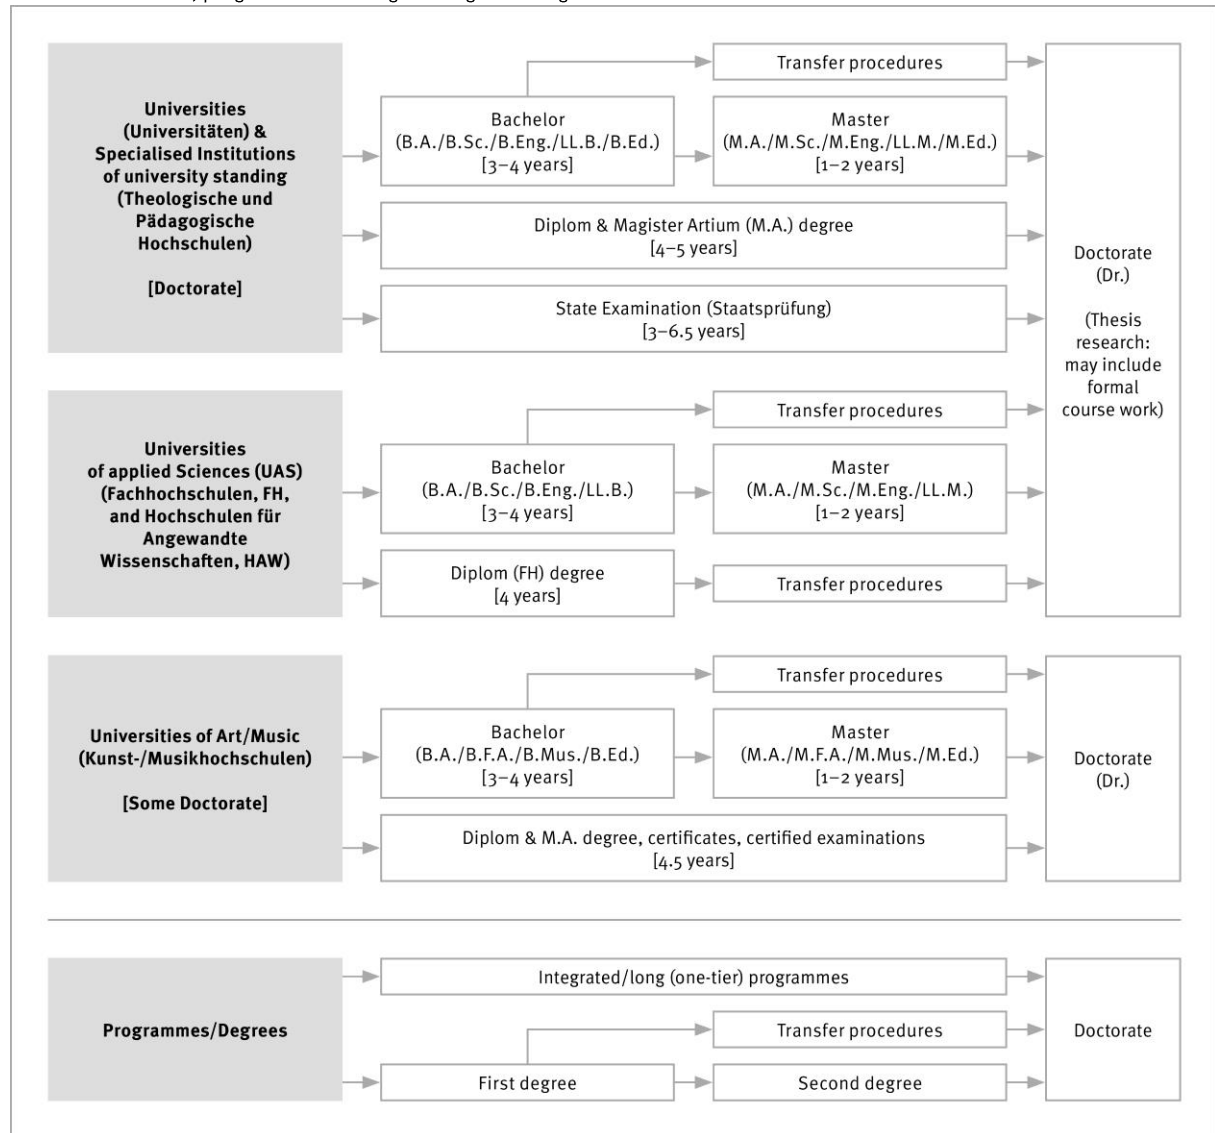 Universities
(Universitäten) &
Specialised Institutions
of university standing
(Theologische und
Pädagogische
Hochschulen)
[Doctorate]
Transfer procedures
Bachelor
(B.A./B.Sc./B.Eng./LL.B./B.Ed.)
[3–4 years]
Master
(M.A./M.Sc./M.Eng./LL.M./M.Ed.)
[1–2 years]
Diplom & Magister Artium (M.A.) degree
[4–5 years]
State Examination (Staatsprüfung)
[3–6.5 years]
Doctorate
(Dr.)
(Thesis
research:
may include
formal
course work)
Universities
of applied Sciences (UAS)
(Fachhochschulen, FH,
and Hochschulen für
Angewandte
Wissenschaften, HAW)
Transfer procedures
Bachelor
(B.A./B.Sc./B.Eng./LL.B.)
[3–4 years]
Master
(M.A./M.Sc./M.Eng./LL.M.)
[1–2 years]
Diplom (FH) degree
[4 years]
Transfer procedures
Universities of Art/Music
(Kunst-/Musikhochschulen)
[Some Doctorate]
Transfer procedures
Bachelor
(B.A./B.F.A./B.Mus./B.Ed.)
[3–4 years]
Master
(M.A./M.F.A./M.Mus./M.Ed.)
[1–2 years]
Diplom & M.A. degree, certificates, certified examinations
[4.5 years]
Doctorate
(Dr.)
Programmes/Degrees
Integrated/long (one-tier) programmes
Transfer procedures
First degree
Second degree
Doctorate